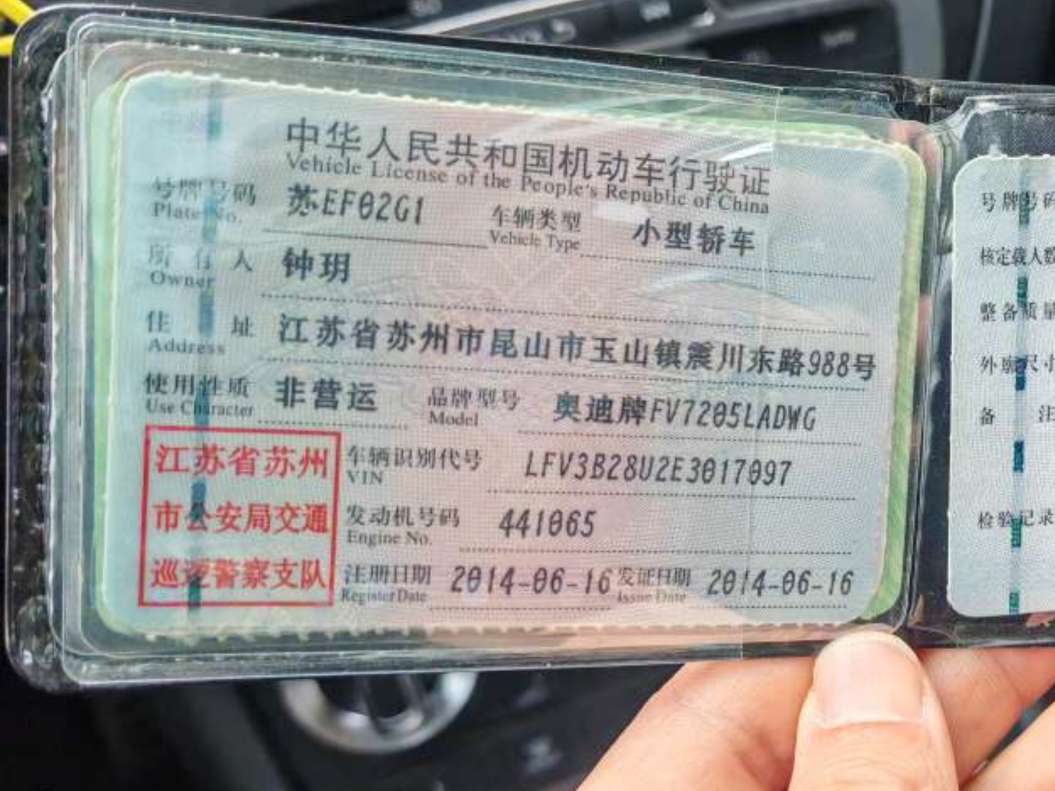 中华人民共和国机动车行驶证
Vehicle License of the People's Republic of China
号牌号码 苏EF02G1 车辆类型 小型轿车
Plate No. Vehicle Type
所有人 钟玥
Owner
住址 江苏省苏州市昆山市玉山镇震川东路988号
Address
使用性质 非营运 品牌型号 奥迪牌FV7205LADWG
Use Character Model
江苏省苏州
市公安局交通
巡逻警察支队
车辆识别代号 LFV3B28U2E3017097
VIN
发动机号码 441065
Engine No.
注册日期 2014-06-16 发证日期 2014-06-16
Register Date Issue Date
号牌号码
核定载人数
整备质量
外廓尺寸
备注
检验记录